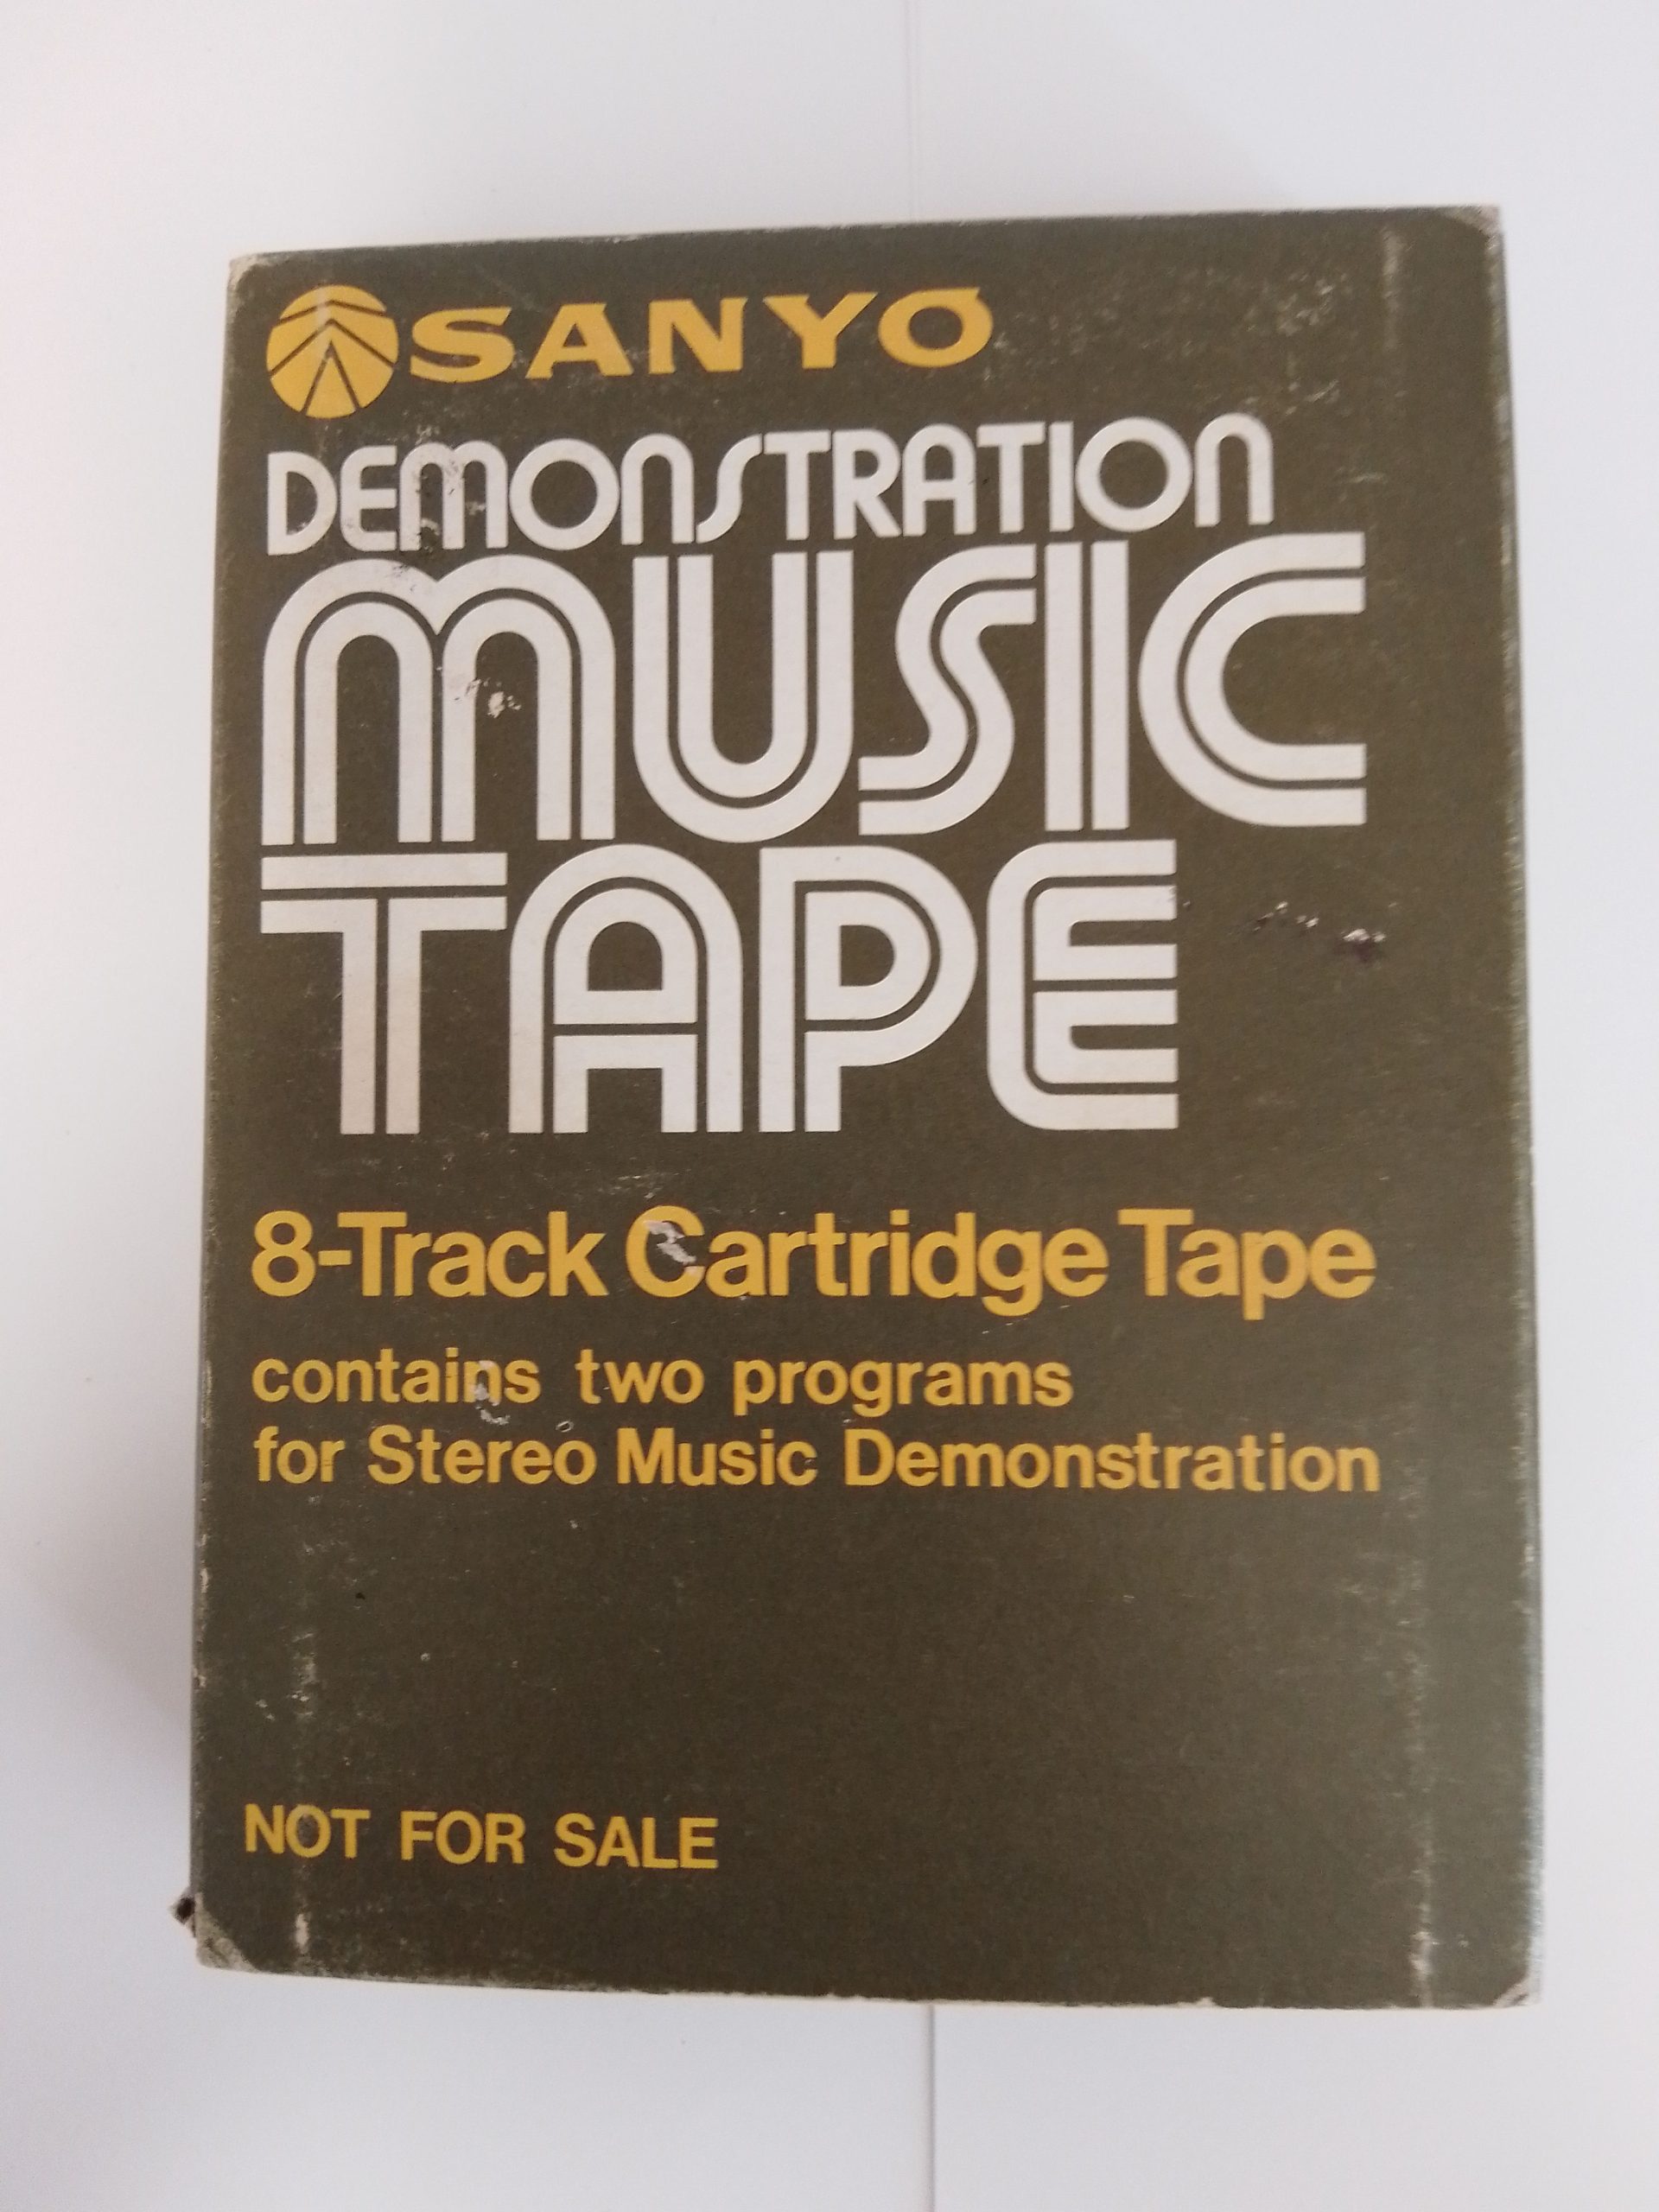 SANYO
DEMONSTRATION
MUSIC
TAPE
8-Track Cartridge Tape
contains two programs
for Stereo Music Demonstration
NOT FOR SALE